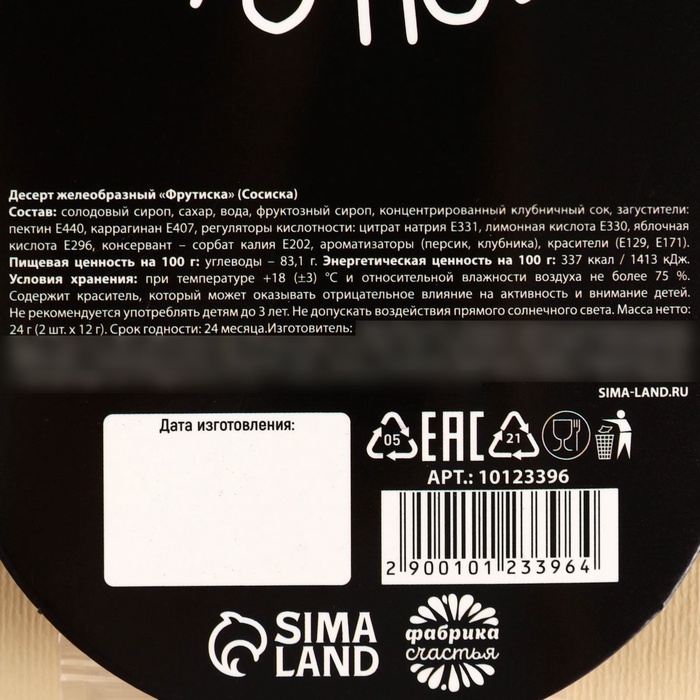 Десерт желеобразный «Фрутиска» (Сосиска)
Состав: солодовый сироп, сахар, вода, фруктозный сироп, концентрированный клубничный сок, загустители:
пектин Е440, каррагинан Е407, регуляторы кислотности: цитрат натрия Е331, лимонная кислота Е330, яблочная
кислота Е296, консервант – сорбат калия Е202, ароматизаторы (персик, клубника), красители (Е129, Е171).
Пищевая ценность на 100 г: углеводы – 83,1 г. Энергетическая ценность на 100 г: 337 ккал / 1413 кДж.
Условия хранения: при температуре +18 (±3) °С и относительной влажности воздуха не более 75 %.
Содержит краситель, который может оказывать отрицательное влияние на активность и внимание детей.
Не рекомендуется употреблять детям до 3 лет. Не допускать воздействия прямого солнечного света. Масса нетто:
24 г (2 шт. х 12 г). Срок годности: 24 месяца.Изготовитель:
SIMA-LAND.RU
Дата изготовления:
05 EAC 21
АРТ.: 10123396
2 900101 233964
SIMA
LAND
фабрика
счастья